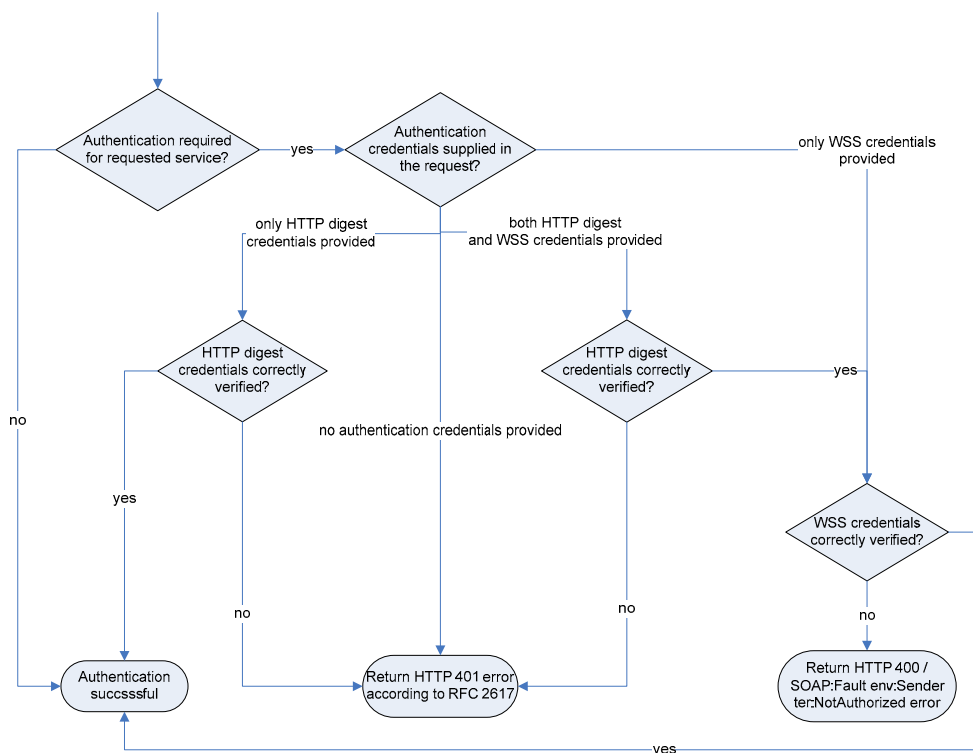 Authentication required
for requested service?
yes
Authentication
credentials supplied in
the request?
only WSS credentials
provided
only HTTP digest
credentials provided
both HTTP digest
and WSS credentials provided
HTTP digest
credentials correctly
verified?
HTTP digest
credentials correctly
verified?
yes
no
no authentication credentials provided
yes
WSS credentials
correctly verified?
no
no
no
Authentication
succsssful
Return HTTP 401 error
according to RFC 2617
Return HTTP 400 /
SOAP:Fault env:Sender
ter:NotAuthorized error
yes